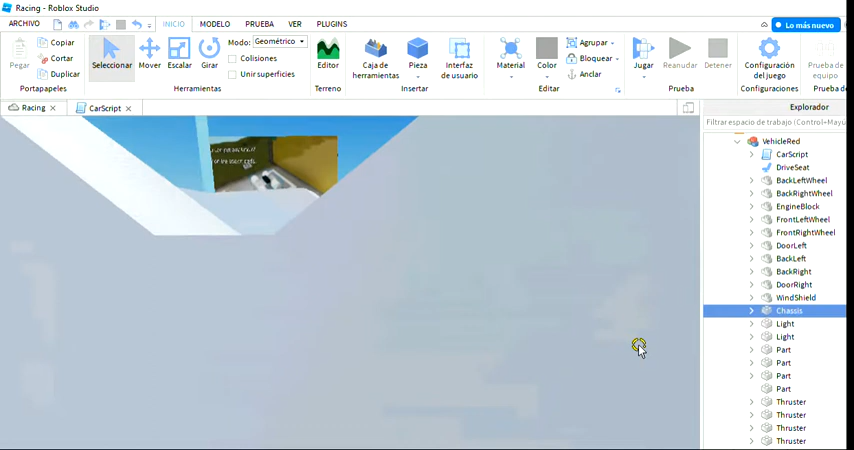 Racing - Roblox Studio
ARCHIVO
INICIO
MODELO
PRUEBA
VER
PLUGINS
Lo más nuevo
Pegar
Copiar
Cortar
Duplicar
Portapapeles
Seleccionar
Mover
Escalar
Girar
Modo:
Geométrico
Colisiones
Unir superficies
Herramientas
Editor
Terreno
Caja de
herramientas
Pieza
Interfaz
de usuario
Insertar
Material
Color
Agrupar
Bloquear
Anclar
Editar
Jugar
Reanudar
Detener
Prueba
Configuración
del juego
Configuraciones
Prueba de
equipo
Prueba de
Racing
CarScript
Explorador
Filtrar espacio de trabajo (Control+Mayú
VehicleRed
CarScript
DriveSeat
BackLeftWheel
BackRightWheel
EngineBlock
FrontLeftWheel
FrontRightWheel
DoorLeft
BackLeft
BackRight
DoorRight
WindShield
Chassis
Light
Light
Part
Part
Part
Part
Thruster
Thruster
Thruster
Thruster